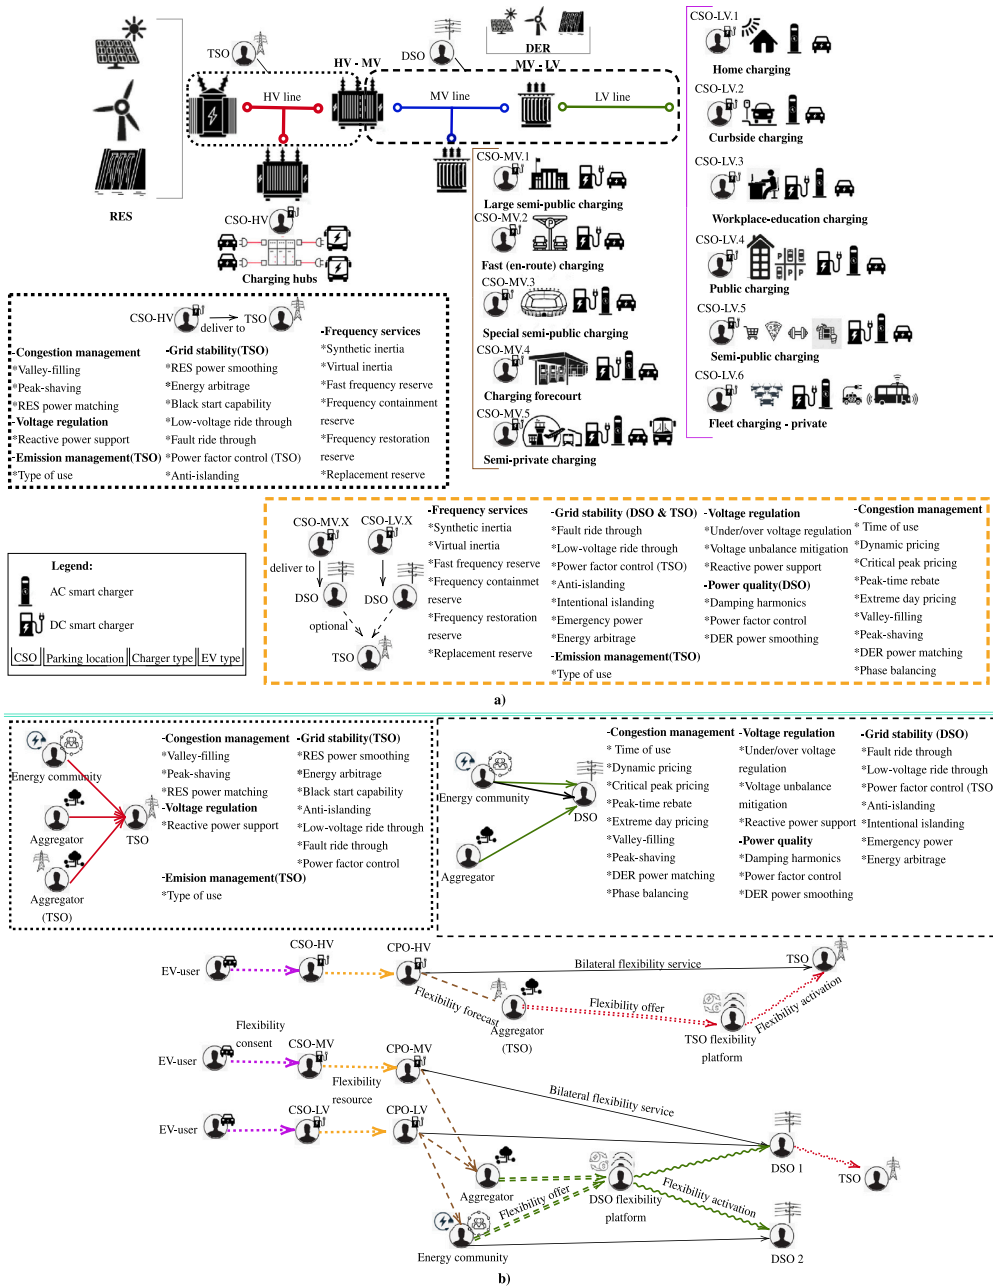 RES
TSO
HV - MV
HV line
DSO
DER
MV - LV
MV line
LV line
CSO-HV
Charging hubs
CSO-MV.1
Large semi-public charging
CSO-MV.2
Fast (en-route) charging
CSO-MV.3
Special semi-public charging
CSO-MV.4
Charging forecourt
CSO-MV.5
Semi-private charging
CSO-LV.1
Home charging
CSO-LV.2
Curbside charging
CSO-LV.3
Workplace-education charging
CSO-LV.4
Public charging
CSO-LV.5
Semi-public charging
CSO-LV.6
Fleet charging - private
CSO-HV
deliver to
TSO
-Congestion management
*Valley-filling
*Peak-shaving
*RES power matching
-Voltage regulation
*Reactive power support
-Emission management(TSO)
*Type of use
-Grid stability(TSO)
*RES power smoothing
*Energy arbitrage
*Black start capability
*Low-voltage ride through
*Fault ride through
*Power factor control (TSO)
*Anti-islanding
-Frequency services
*Synthetic inertia
*Virtual inertia
*Fast frequency reserve
*Frequency containment
reserve
*Frequency restoration
reserve
*Replacement reserve
Legend:
AC smart charger
DC smart charger
CSO
Parking location
Charger type
EV type
CSO-MV.X
CSO-LV.X
deliver to
DSO
DSO
optional
TSO
-Frequency services
*Synthetic inertia
*Virtual inertia
*Fast frequency reserve
*Frequency containmet
reserve
*Frequency restoration
reserve
*Replacement reserve
-Grid stability (DSO & TSO)
*Fault ride through
*Low-voltage ride through
*Power factor control (TSO)
*Anti-islanding
*Intentional islanding
*Emergency power
*Energy arbitrage
-Emission management(TSO)
*Type of use
-Voltage regulation
*Under/over voltage regulation
*Voltage unbalance mitigation
*Reactive power support
-Power quality(DSO)
*Damping harmonics
*Power factor control
*DER power smoothing
-Congestion management
* Time of use
*Dynamic pricing
*Critical peak pricing
*Peak-time rebate
*Extreme day pricing
*Valley-filling
*Peak-shaving
*DER power matching
*Phase balancing
a)
Energy community
Aggregator
Aggregator
(TSO)
TSO
-Congestion management
*Valley-filling
*Peak-shaving
*RES power matching
-Voltage regulation
*Reactive power support
-Emision management(TSO)
*Type of use
-Grid stability(TSO)
*RES power smoothing
*Energy arbitrage
*Black start capability
*Anti-islanding
*Low-voltage ride through
*Fault ride through
*Power factor control
Energy community
Aggregator
DSO
-Congestion management
* Time of use
*Dynamic pricing
*Critical peak pricing
*Peak-time rebate
*Extreme day pricing
*Valley-filling
*Peak-shaving
*DER power matching
*Phase balancing
-Voltage regulation
*Under/over voltage
regulation
*Voltage unbalance
mitigation
*Reactive power support
-Power quality
*Damping harmonics
*Power factor control
*DER power smoothing
-Grid stability (DSO)
*Fault ride through
*Low-voltage ride through
*Power factor control (TSO
*Anti-islanding
*Intentional islanding
*Emergency power
*Energy arbitrage
EV-user
CSO-HV
CPO-HV
Bilateral flexibility service
TSO
Flexibility forecast
Aggregator
(TSO)
Flexibility offer
TSO flexibility
platform
Flexibility activation
Flexibility
consent
EV-user
CSO-MV
Flexibility
resource
CPO-MV
Bilateral flexibility service
EV-user
CSO-LV
CPO-LV
Aggregator
Flexibility offer
DSO flexibility
platform
Flexibility activation
DSO 1
TSO
Energy community
DSO 2
b)